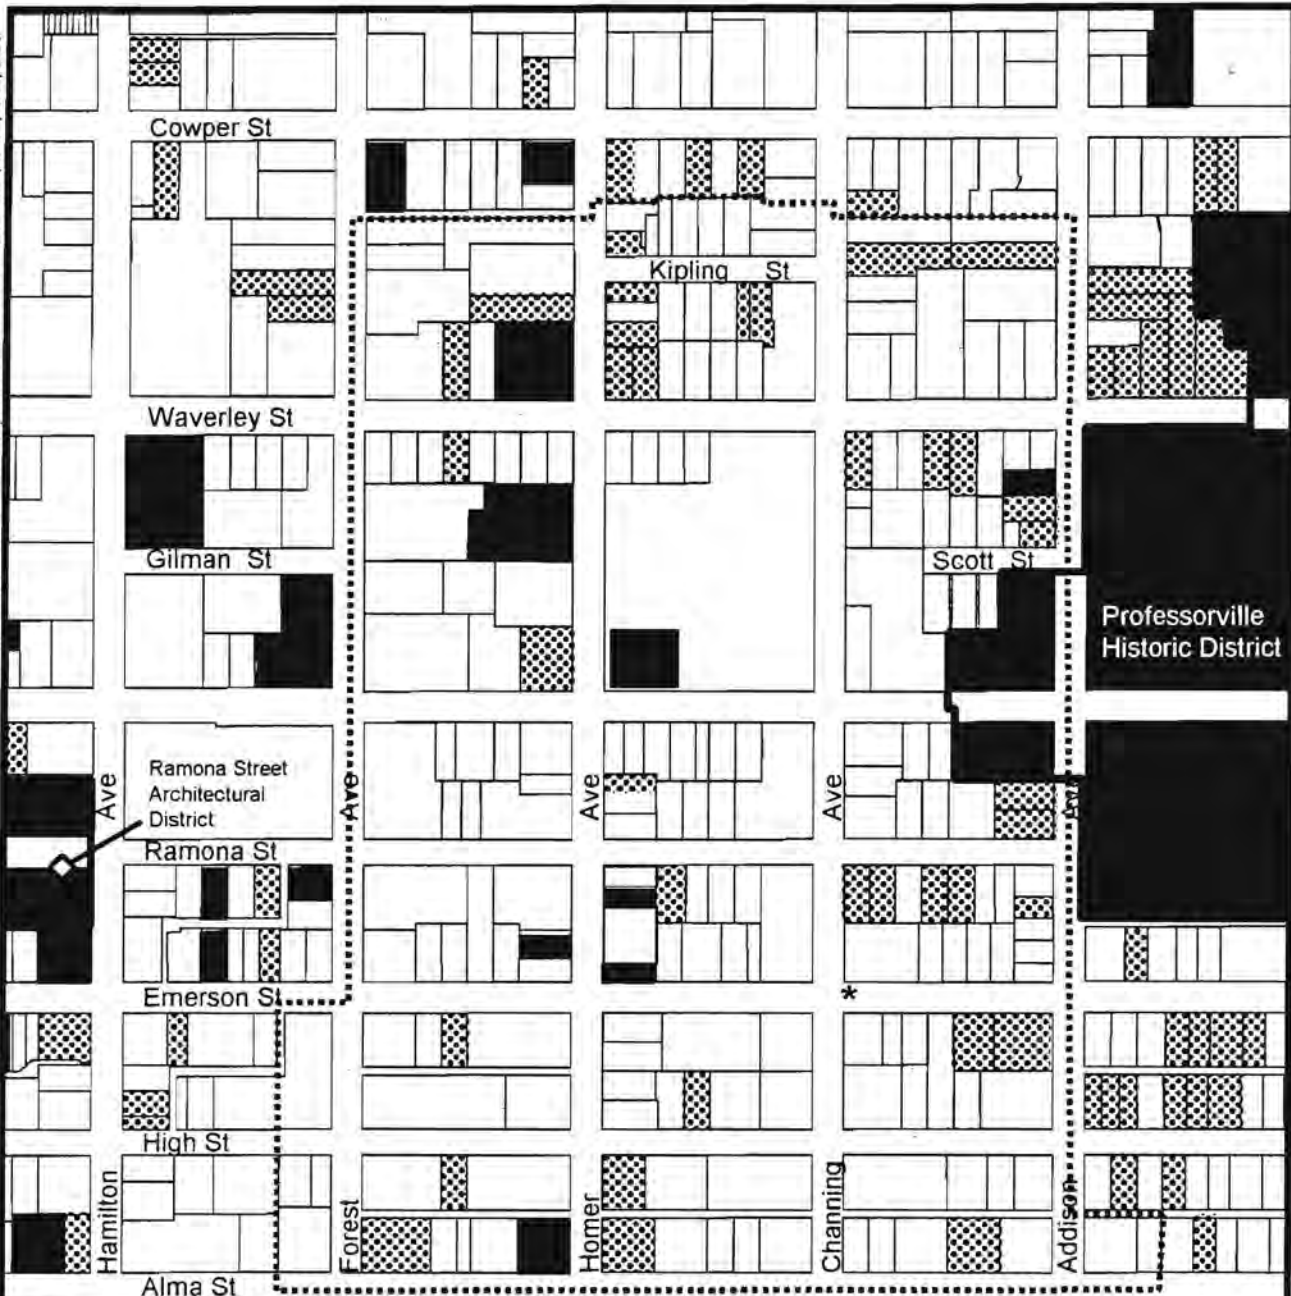 Cowper St
Kipling St
Waverley St
Gilman St
Scott St
Professorville
Historic District
Ave
Ave
Ave
Ave
Ave
Ramona Street
Architectural
District
Ramona St
Emerson St
*
High St
Hamilton
Forest
Homer
Channing
Addison
Alma St